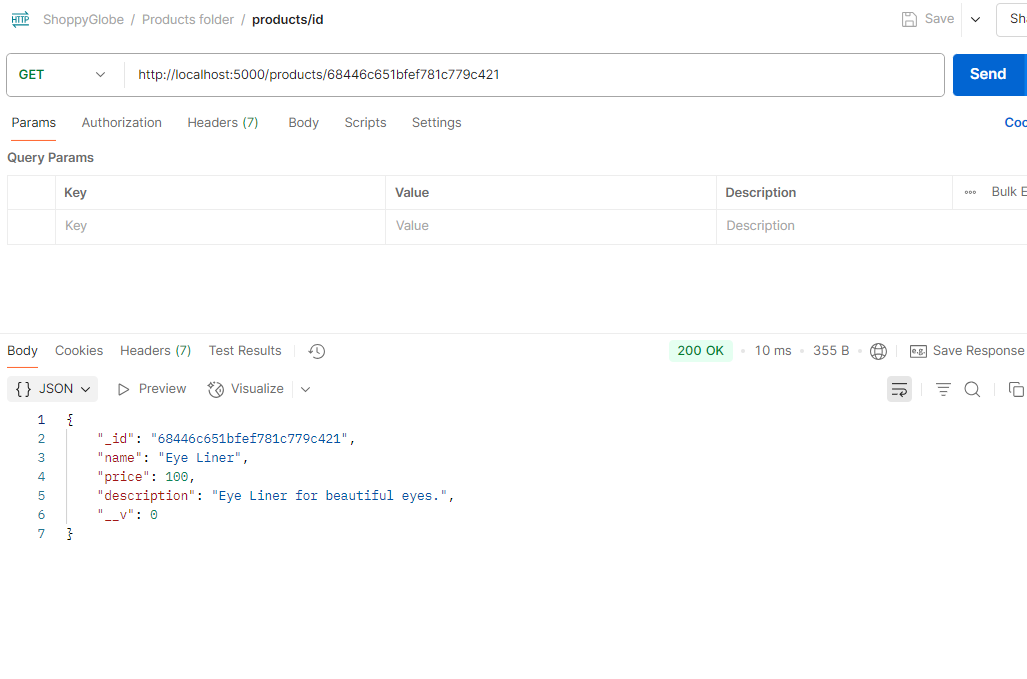 HTTP ShoppyGlobe / Products folder / products/id Save Sh
GET http://localhost:5000/products/68446c651bfef781c779c421 Send
Params Authorization Headers (7) Body Scripts Settings Coo
Query Params
Key Value Description Bulk E
Key Value Description
Body Cookies Headers (7) Test Results 200 OK • 10 ms • 355 B • e.g. Save Response
{} JSON Preview Visualize
1 {
2 "_id": "68446c651bfef781c779c421",
3 "name": "Eye Liner",
4 "price": 100,
5 "description": "Eye Liner for beautiful eyes.",
6 "__v": 0
7 }